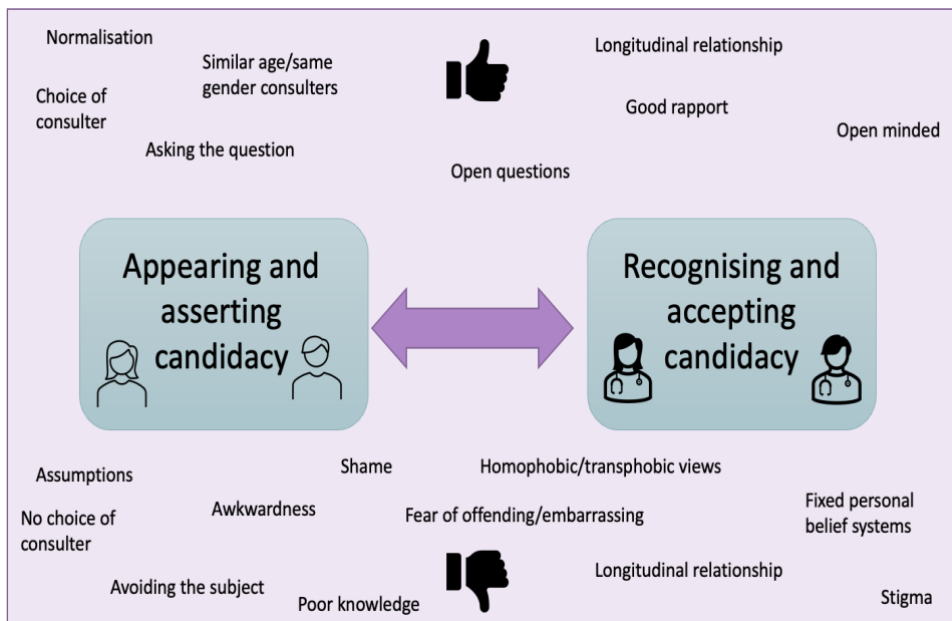 Normalisation
Similar age/same
gender consulters
Longitudinal relationship
Choice of
consulter
Good rapport
Open minded
Asking the question
Open questions
Appearing and
asserting
candidacy
Recognising and
accepting
candidacy
Assumptions
Shame
Homophobic/transphobic views
No choice of
consulter
Awkwardness
Fear of offending/embarrassing
Fixed personal
belief systems
Avoiding the subject
Poor knowledge
Longitudinal relationship
Stigma